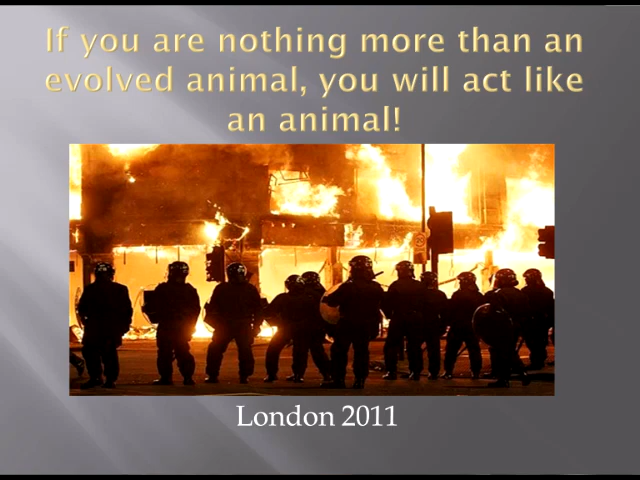 If you are nothing more than an
evolved animal, you will act like
an animal!
London 2011